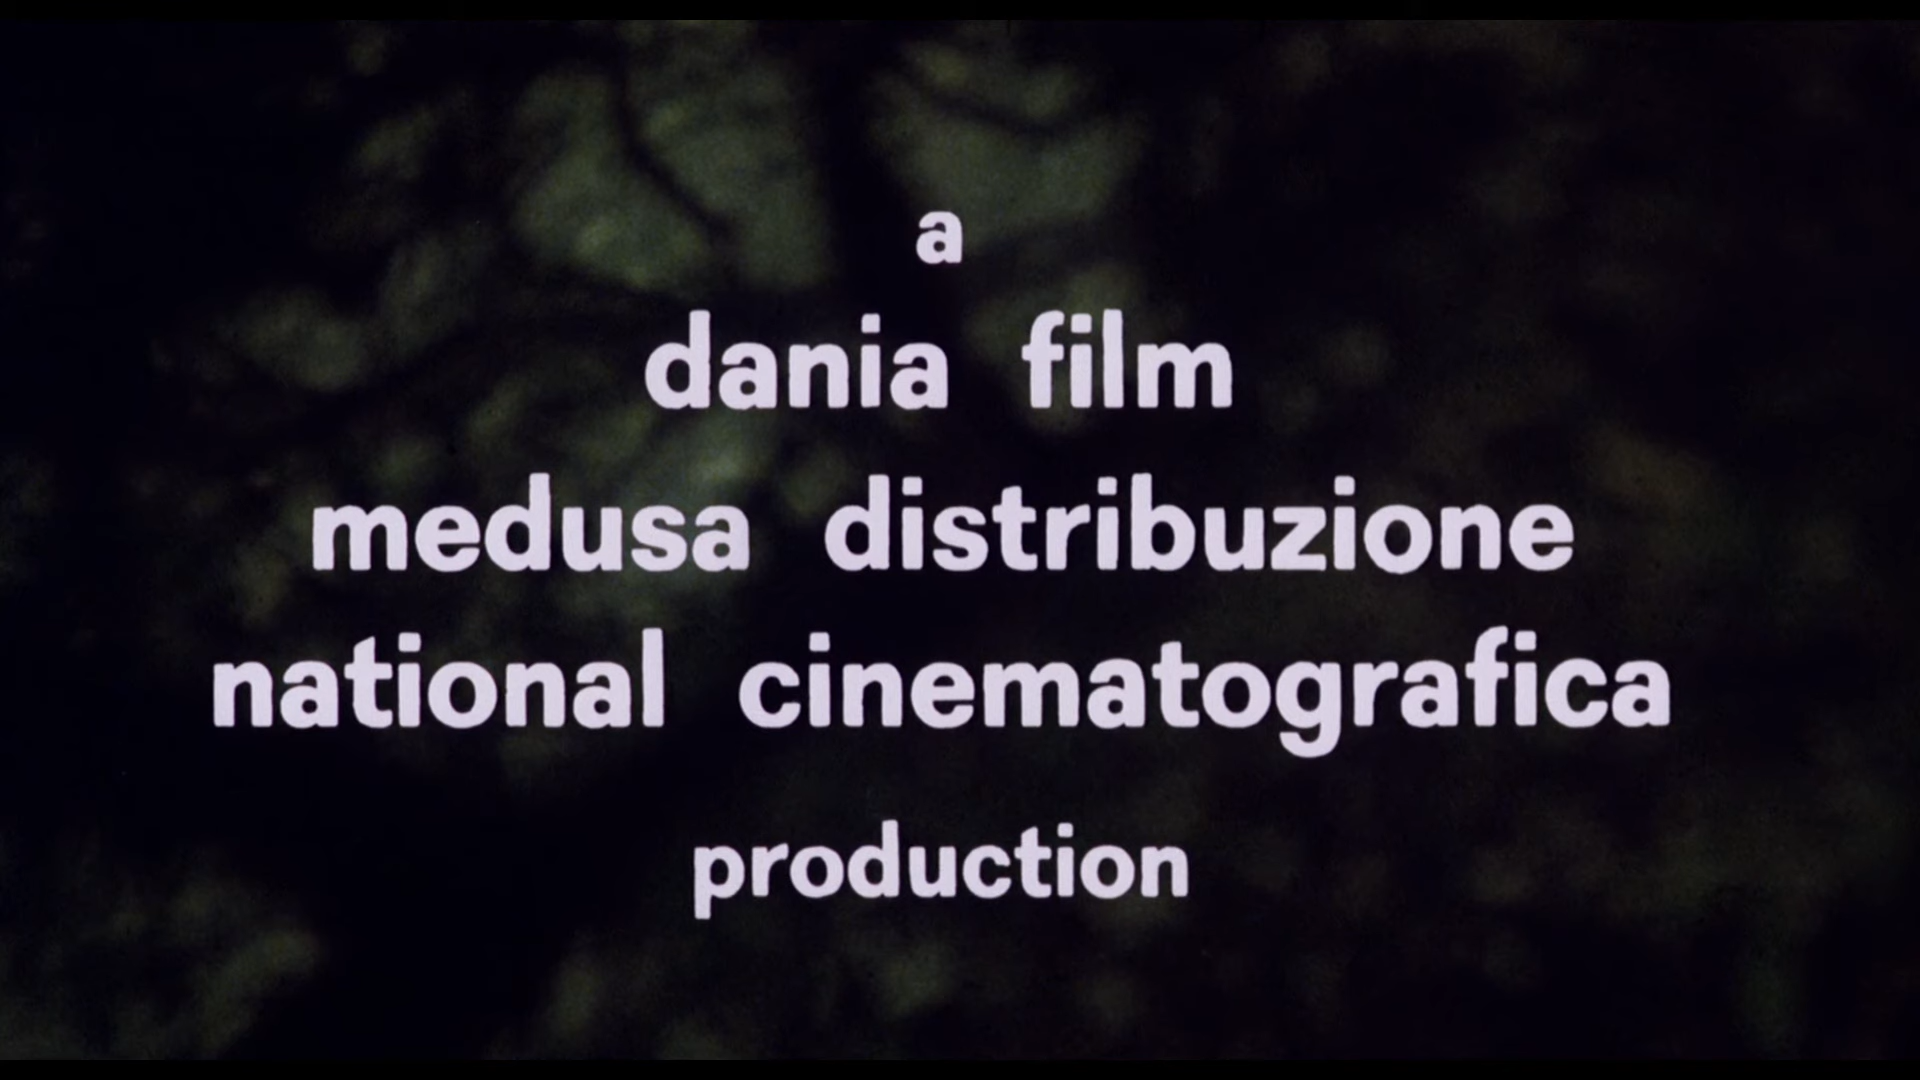 a
dania film
medusa distribuzione
national cinematografica
production